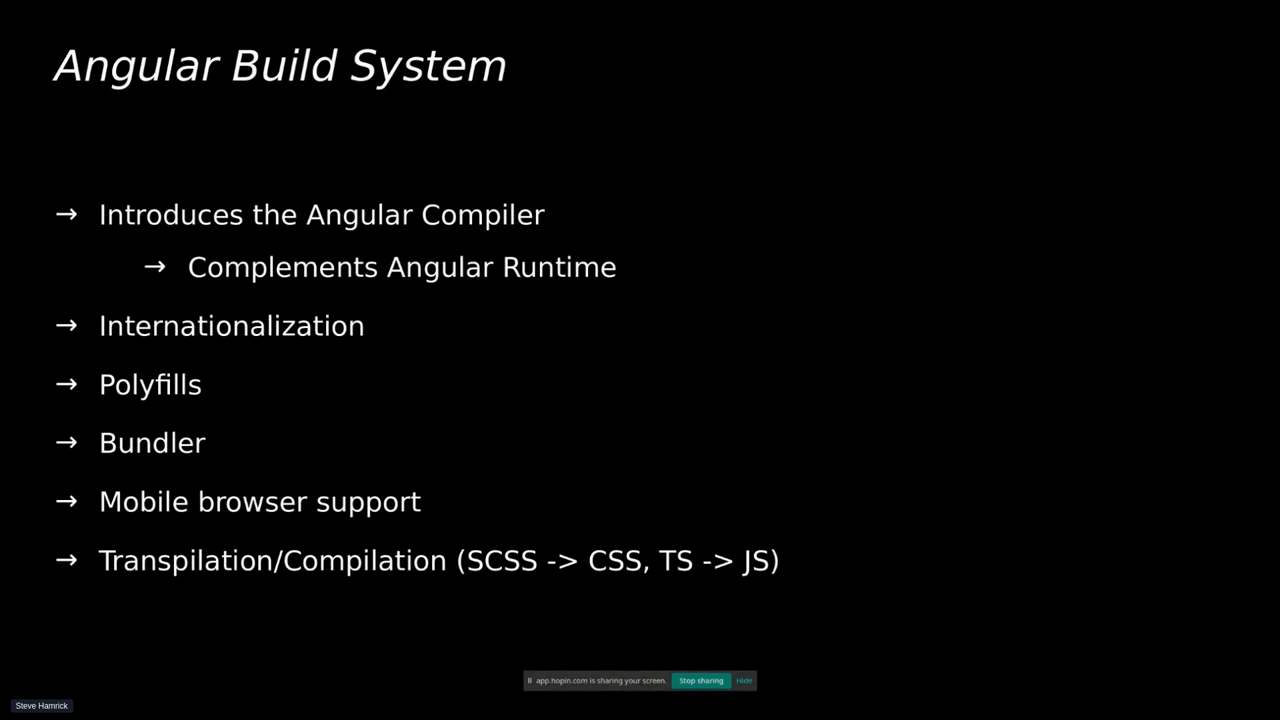 Angular Build System
→ Introduces the Angular Compiler
→ Complements Angular Runtime
→ Internationalization
→ Polyfills
→ Bundler
→ Mobile browser support
→ Transpilation/Compilation (SCSS -> CSS, TS -> JS)
app.hopin.com is sharing your screen. Stop sharing Hide
Steve Hamrick